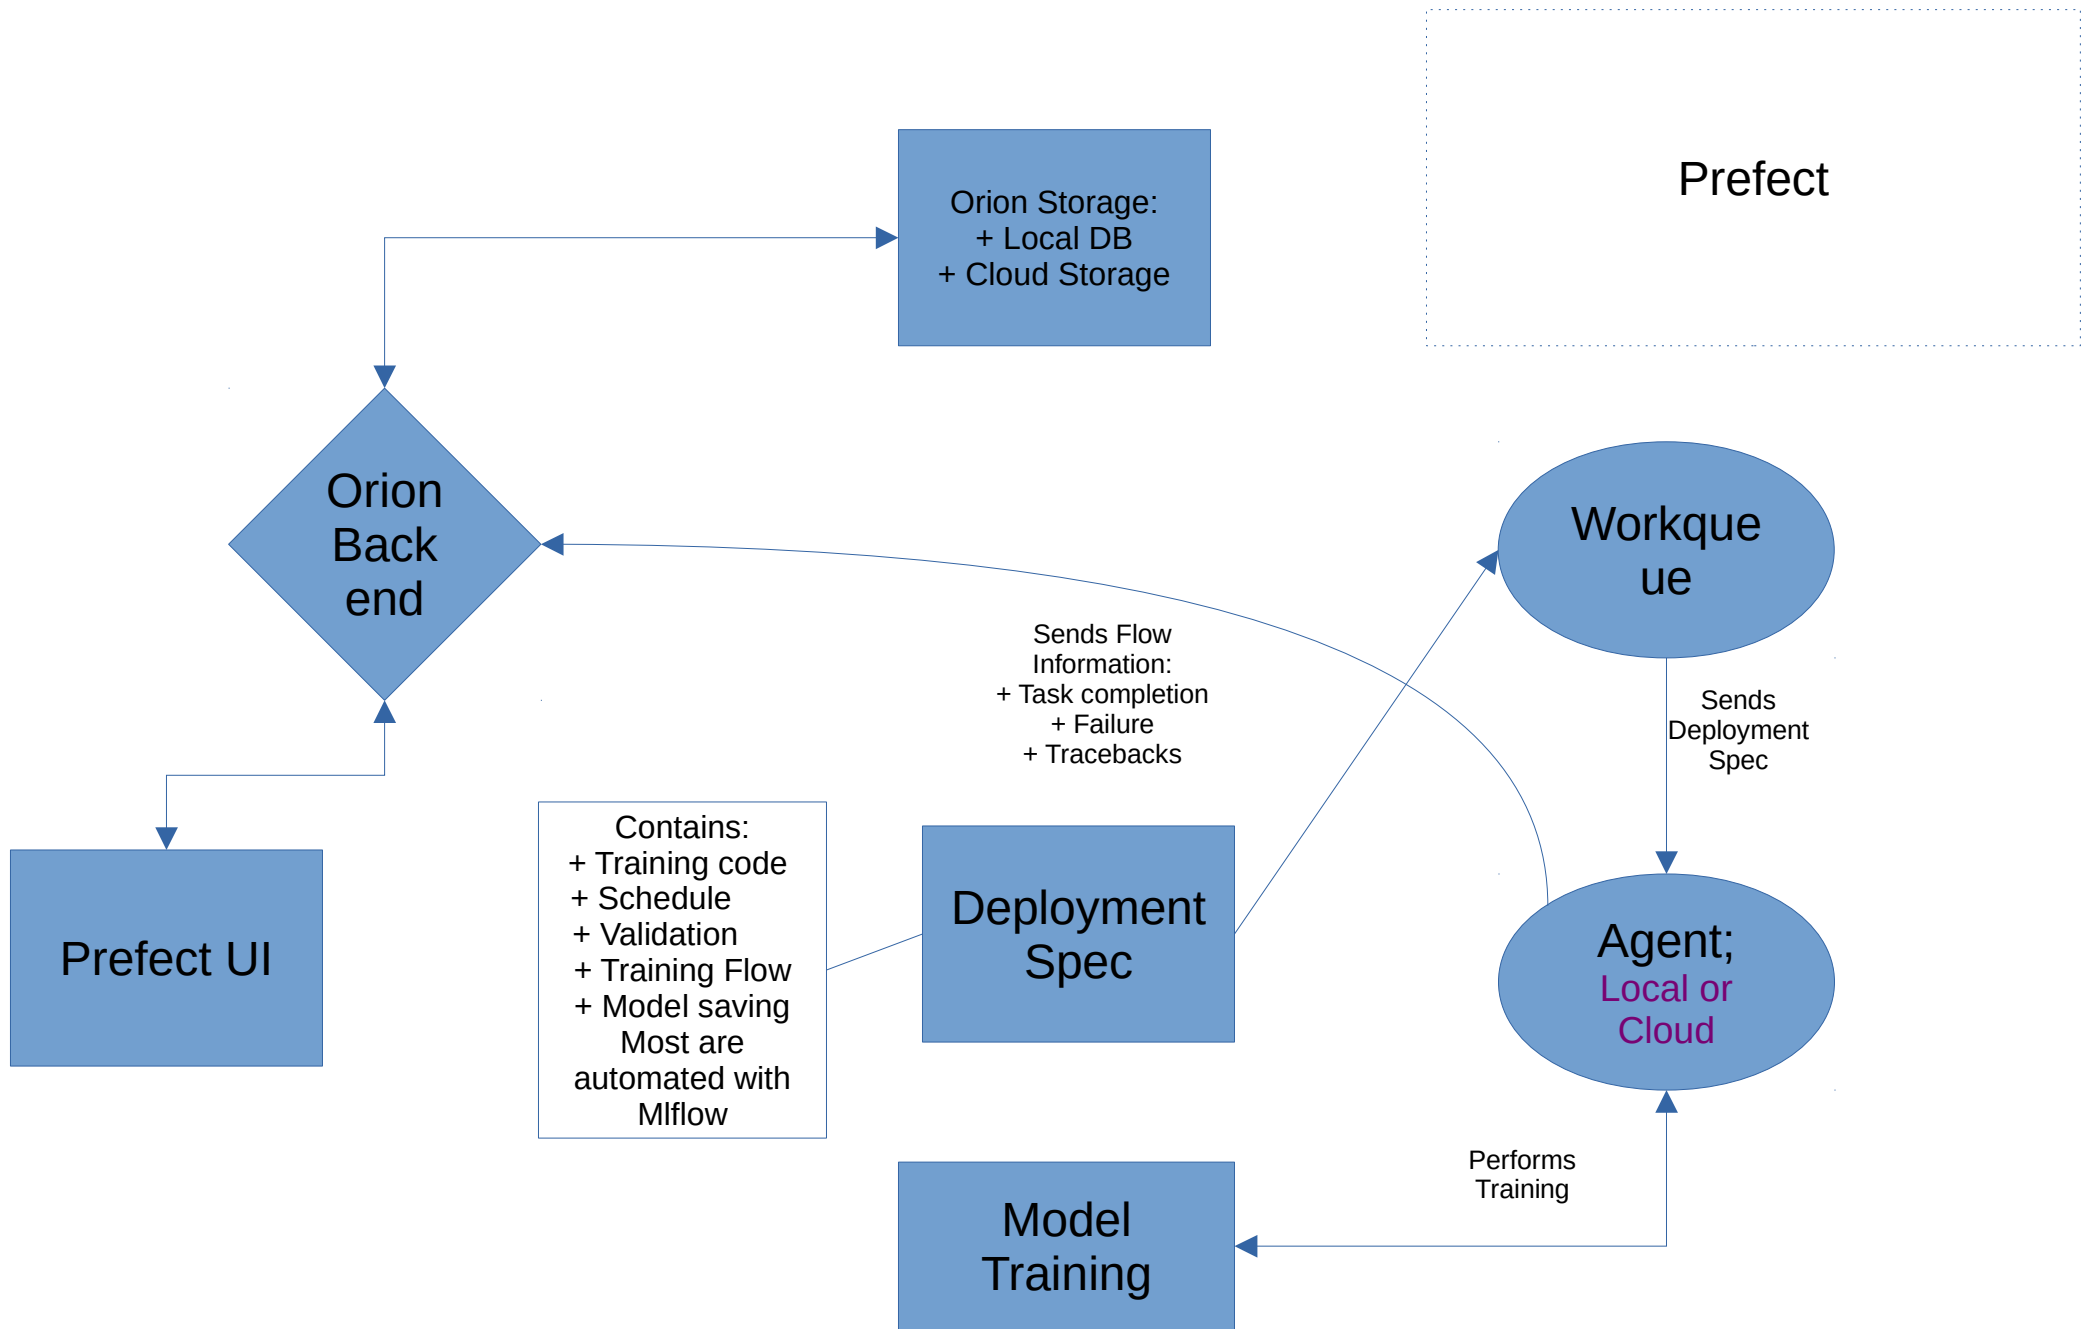 Prefect
Orion Storage:
+ Local DB
+ Cloud Storage
Orion
Back
end
Workque
ue
Sends Flow
Information:
+ Task completion
+ Failure
+ Tracebacks
Sends
Deployment
Spec
Contains:
+ Training code
+ Schedule
+ Validation
+ Training Flow
+ Model saving
Most are
automated with
Mlflow
Deployment
Spec
Agent;
Local or
Cloud
Prefect UI
Performs
Training
Model
Training